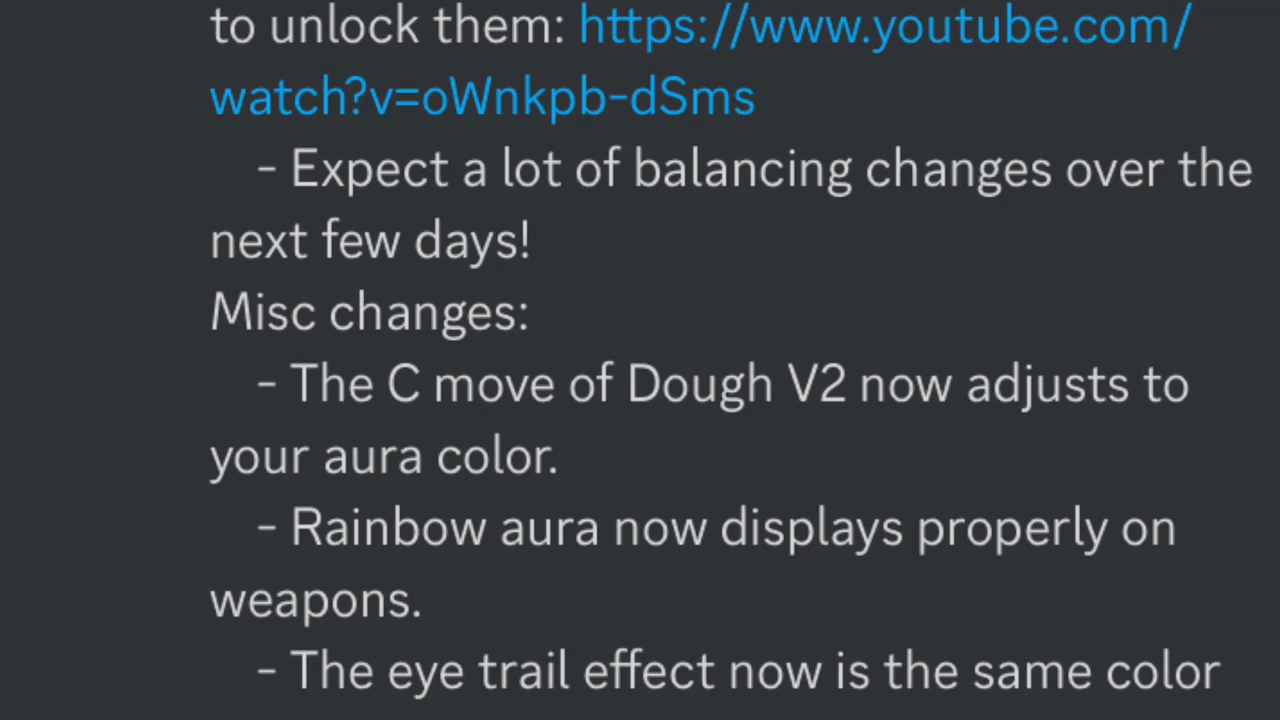 to unlock them: https://www.youtube.com/
watch?v=oWnkpb-dSms
- Expect a lot of balancing changes over the
next few days!
Misc changes:
- The C move of Dough V2 now adjusts to
your aura color.
- Rainbow aura now displays properly on
weapons.
- The eye trail effect now is the same color